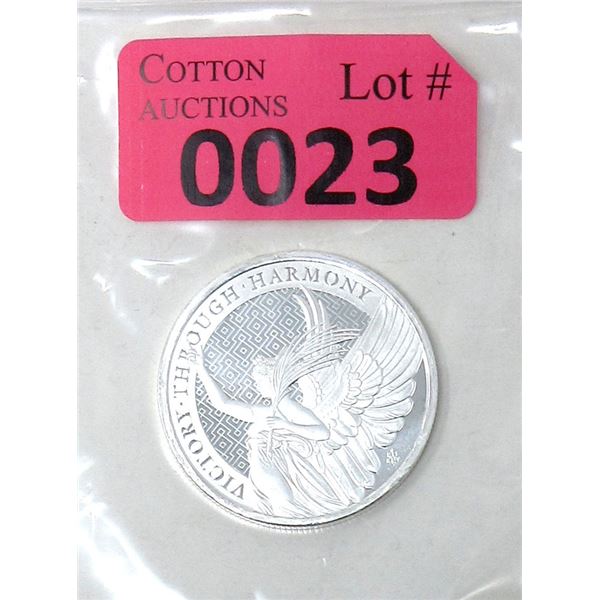 COTTON
AUCTIONS
Lot #
0023
VICTORY · THROUGH · HARMONY